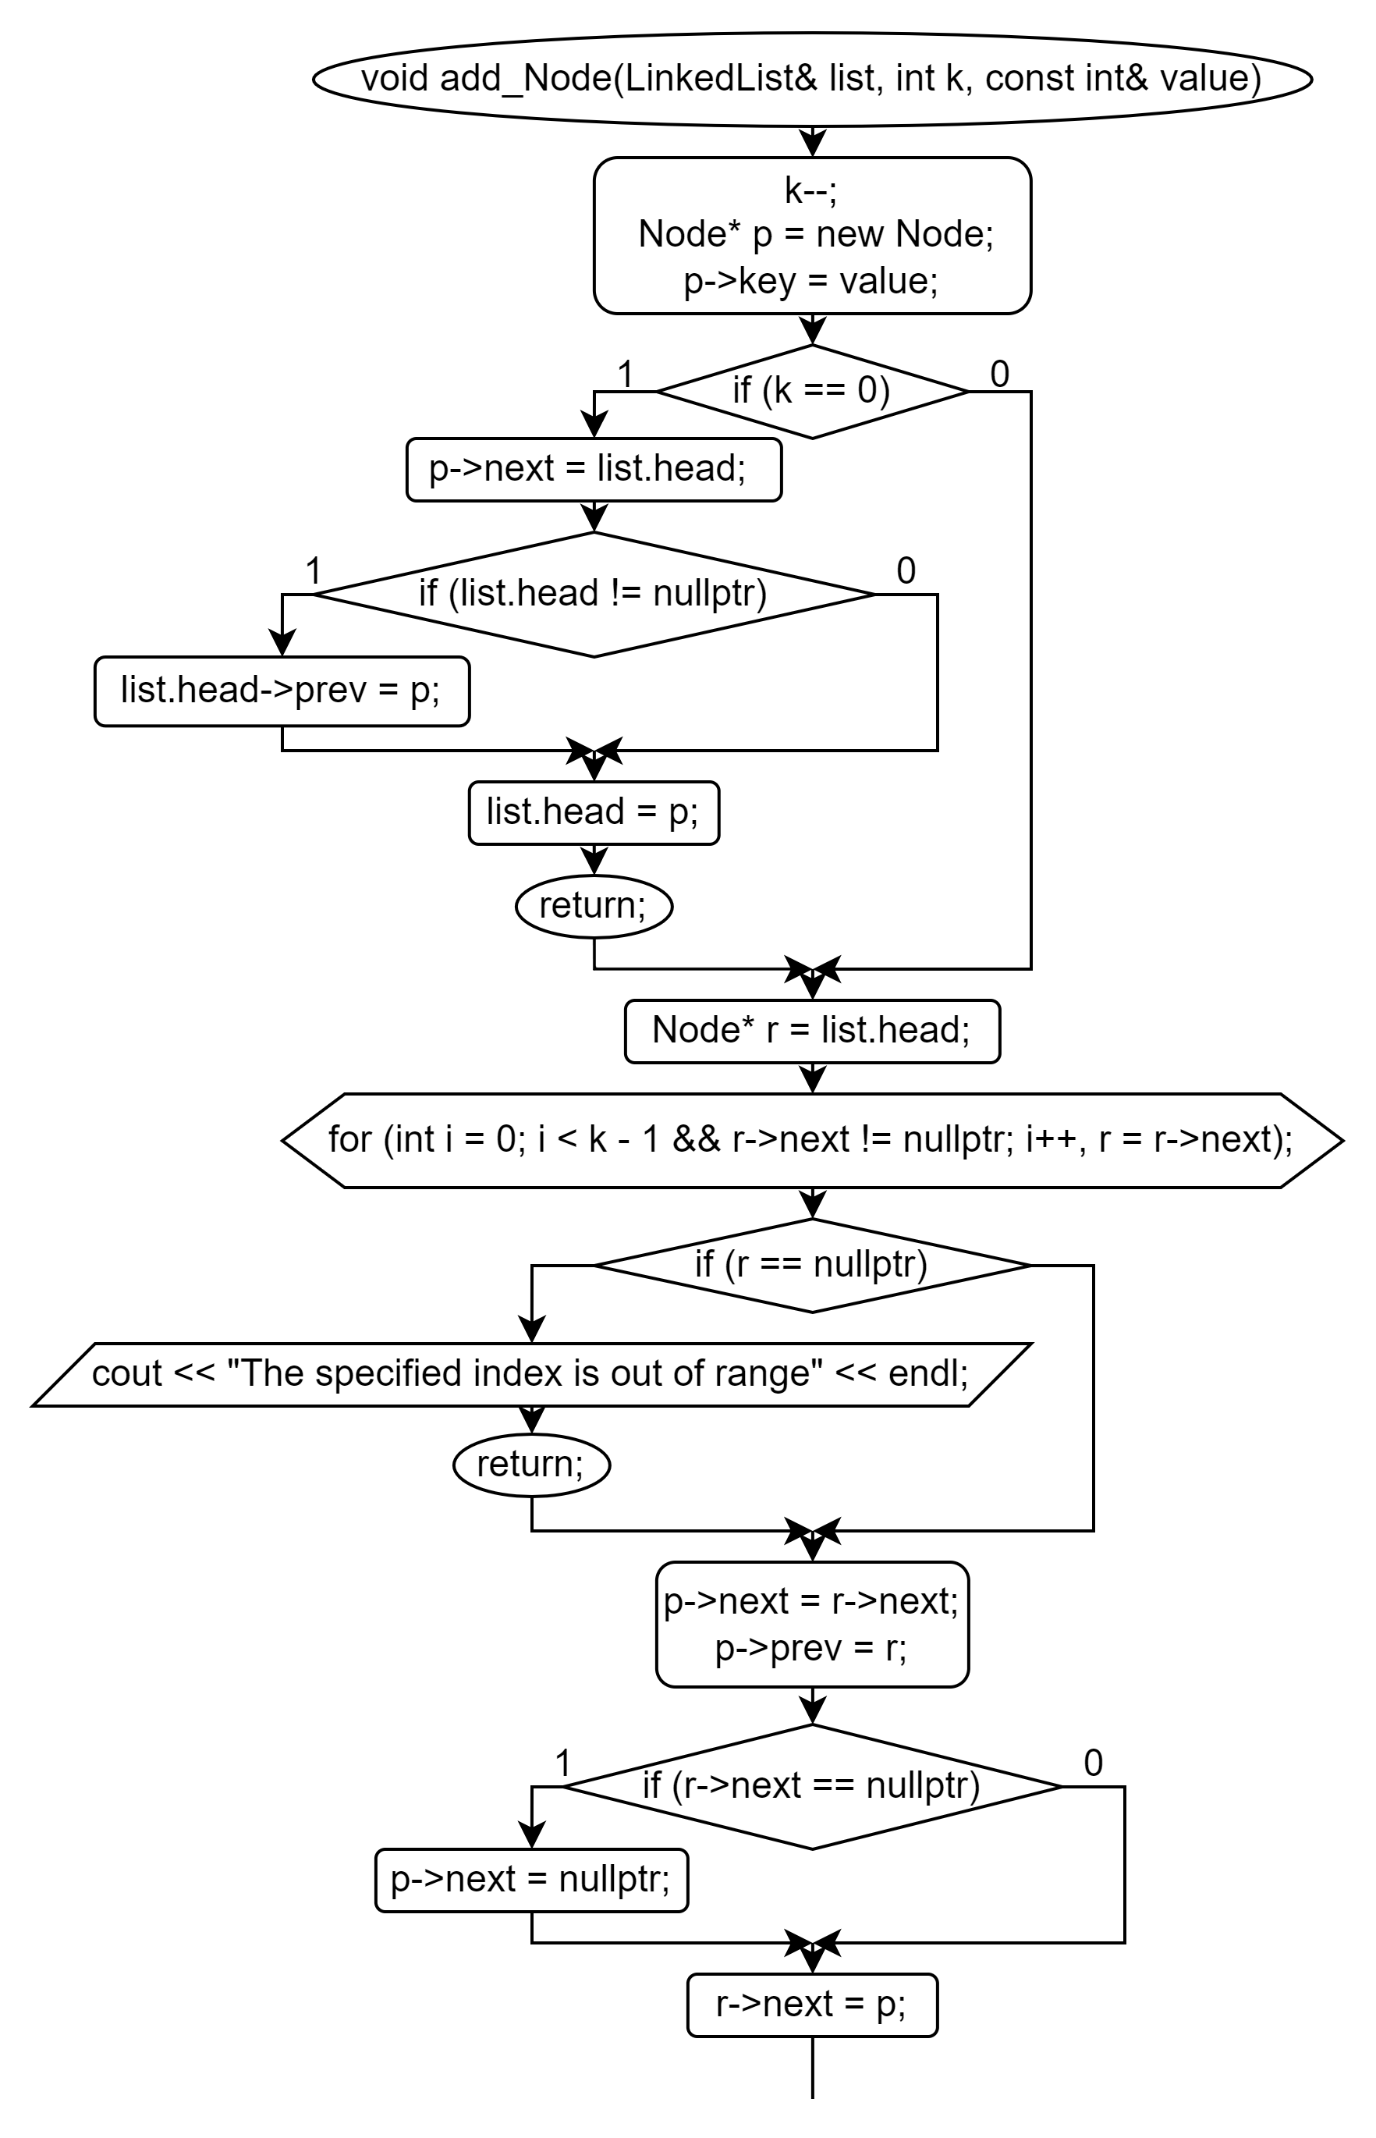 void add_Node(LinkedList& list, int k, const int& value)
k--;
Node* p = new Node;
p->key = value;
if (k == 0)
1
0
p->next = list.head;
if (list.head != nullptr)
1
0
list.head->prev = p;
list.head = p;
return;
Node* r = list.head;
for (int i = 0; i < k - 1 && r->next != nullptr; i++, r = r->next);
if (r == nullptr)
cout << "The specified index is out of range" << endl;
return;
p->next = r->next;
p->prev = r;
1
0
if (r->next == nullptr)
p->next = nullptr;
r->next = p;